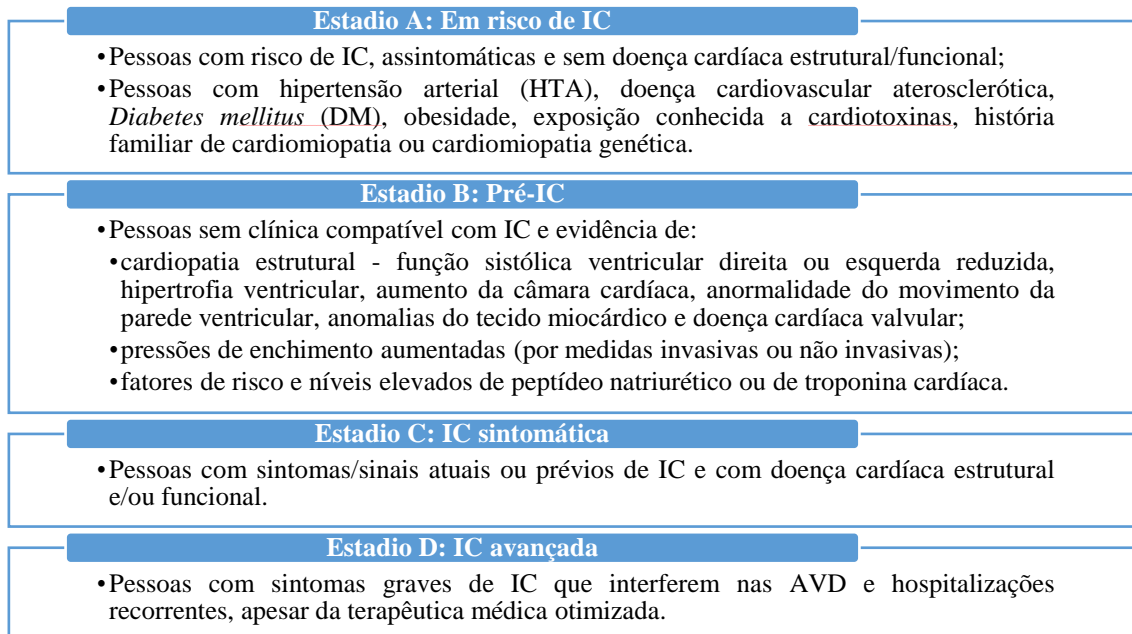 Estadio A: Em risco de IC
•Pessoas com risco de IC, assintomáticas e sem doença cardíaca estrutural/funcional;
•Pessoas com hipertensão arterial (HTA), doença cardiovascular aterosclerótica,
Diabetes mellitus (DM), obesidade, exposição conhecida a cardiotoxinas, história
familiar de cardiomiopatia ou cardiomiopatia genética.
Estadio B: Pré-IC
•Pessoas sem clínica compatível com IC e evidência de:
•cardiopatia estrutural - função sistólica ventricular direita ou esquerda reduzida,
hipertrofia ventricular, aumento da câmara cardíaca, anormalidade do movimento da
parede ventricular, anomalias do tecido miocárdico e doença cardíaca valvular;
•pressões de enchimento aumentadas (por medidas invasivas ou não invasivas);
•fatores de risco e níveis elevados de peptídeo natriurético ou de troponina cardíaca.
Estadio C: IC sintomática
•Pessoas com sintomas/sinais atuais ou prévios de IC e com doença cardíaca estrutural
e/ou funcional.
Estadio D: IC avançada
•Pessoas com sintomas graves de IC que interferem nas AVD e hospitalizações
recorrentes, apesar da terapêutica médica otimizada.